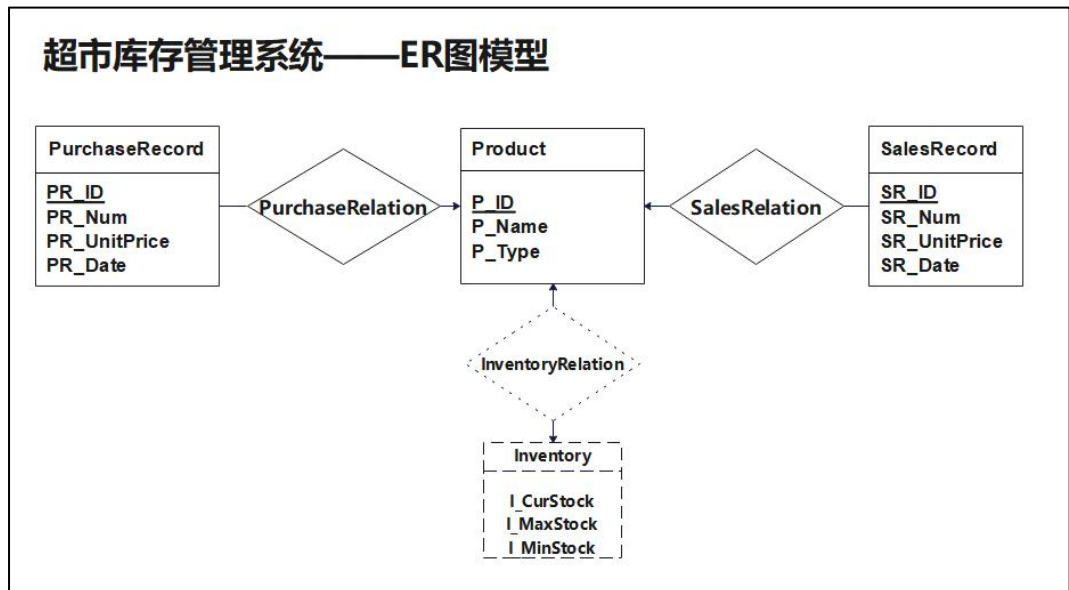 超市库存管理系统——ER图模型
PurchaseRecord
PR_ID
PR_Num
PR_UnitPrice
PR_Date
PurchaseRelation
Product
P_ID
P_Name
P_Type
SalesRelation
SalesRecord
SR_ID
SR_Num
SR_UnitPrice
SR_Date
InventoryRelation
Inventory
I_CurStock
I_MaxStock
I_MinStock